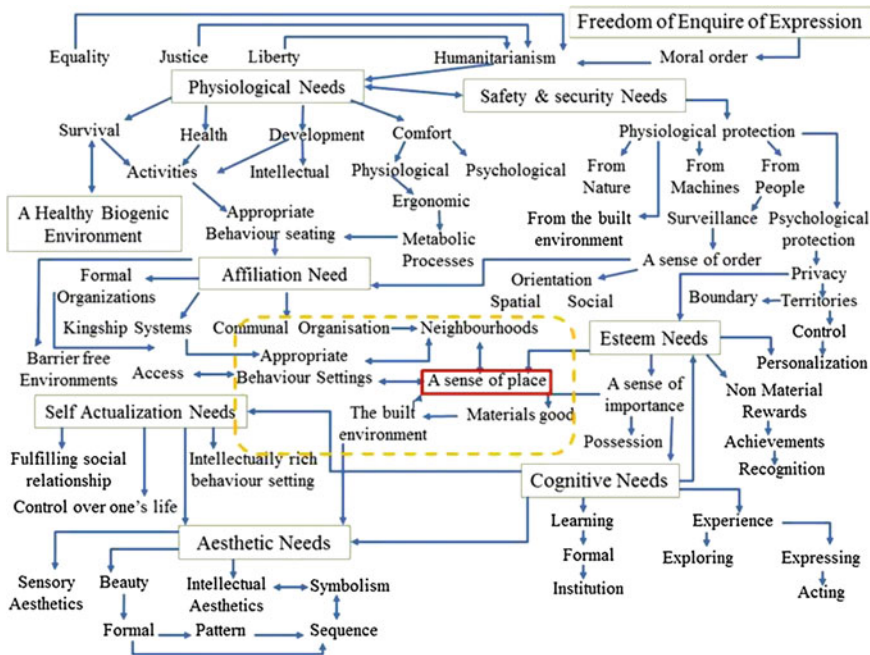 Freedom of Enquire of Expression
Equality
Justice
Liberty
Humanitarianism
Moral order
Physiological Needs
Safety & security Needs
Survival
Health
Development
Comfort
Physiological protection
Activities
Intellectual
Physiological
Psychological
From
Nature
From
Machines
From
People
A Healthy Biogenic
Environment
Appropriate
Behaviour seating
Ergonomic
Metabolic
Processes
From the built
environment
Surveillance
Psychological
protection
A sense of order
Formal
Organizations
Affiliation Need
Orientation
Spatial
Social
Privacy
Boundary
Territories
Kingship Systems
Communal
Organisation
Neighbourhoods
Esteem Needs
Control
Personalization
Barrier free
Environments
Access
Appropriate
Behaviour Settings
A sense of place
A sense of
importance
Non Material
Rewards
Self Actualization Needs
The built
environment
Materials good
Possession
Achievements
Recognition
Fulfilling social
relationship
Intellectually rich
behaviour setting
Control over one's life
Cognitive Needs
Learning
Experience
Aesthetic Needs
Formal
Exploring
Expressing
Institution
Acting
Sensory
Aesthetics
Beauty
Intellectual
Aesthetics
Symbolism
Formal
Pattern
Sequence